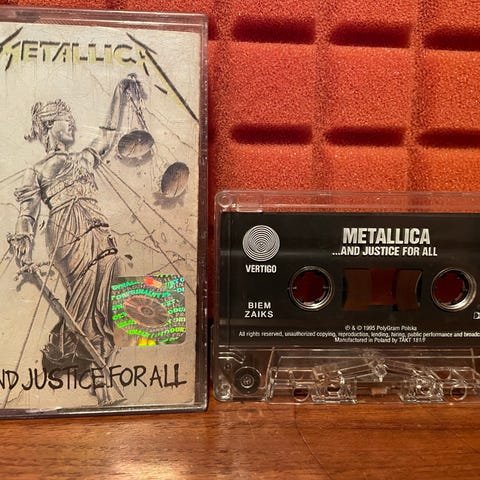 METALLICA
ND JUSTICE FOR ALL
VERTIGO
METALLICA
...AND JUSTICE FOR ALL
BIEM
ZAIKS
℗ & © 1995 PolyGram Polska
All rights reserved, unauthorized copying, reproduction, lending, hiring, public performance and broadc
Manufactured in Poland by TAKT